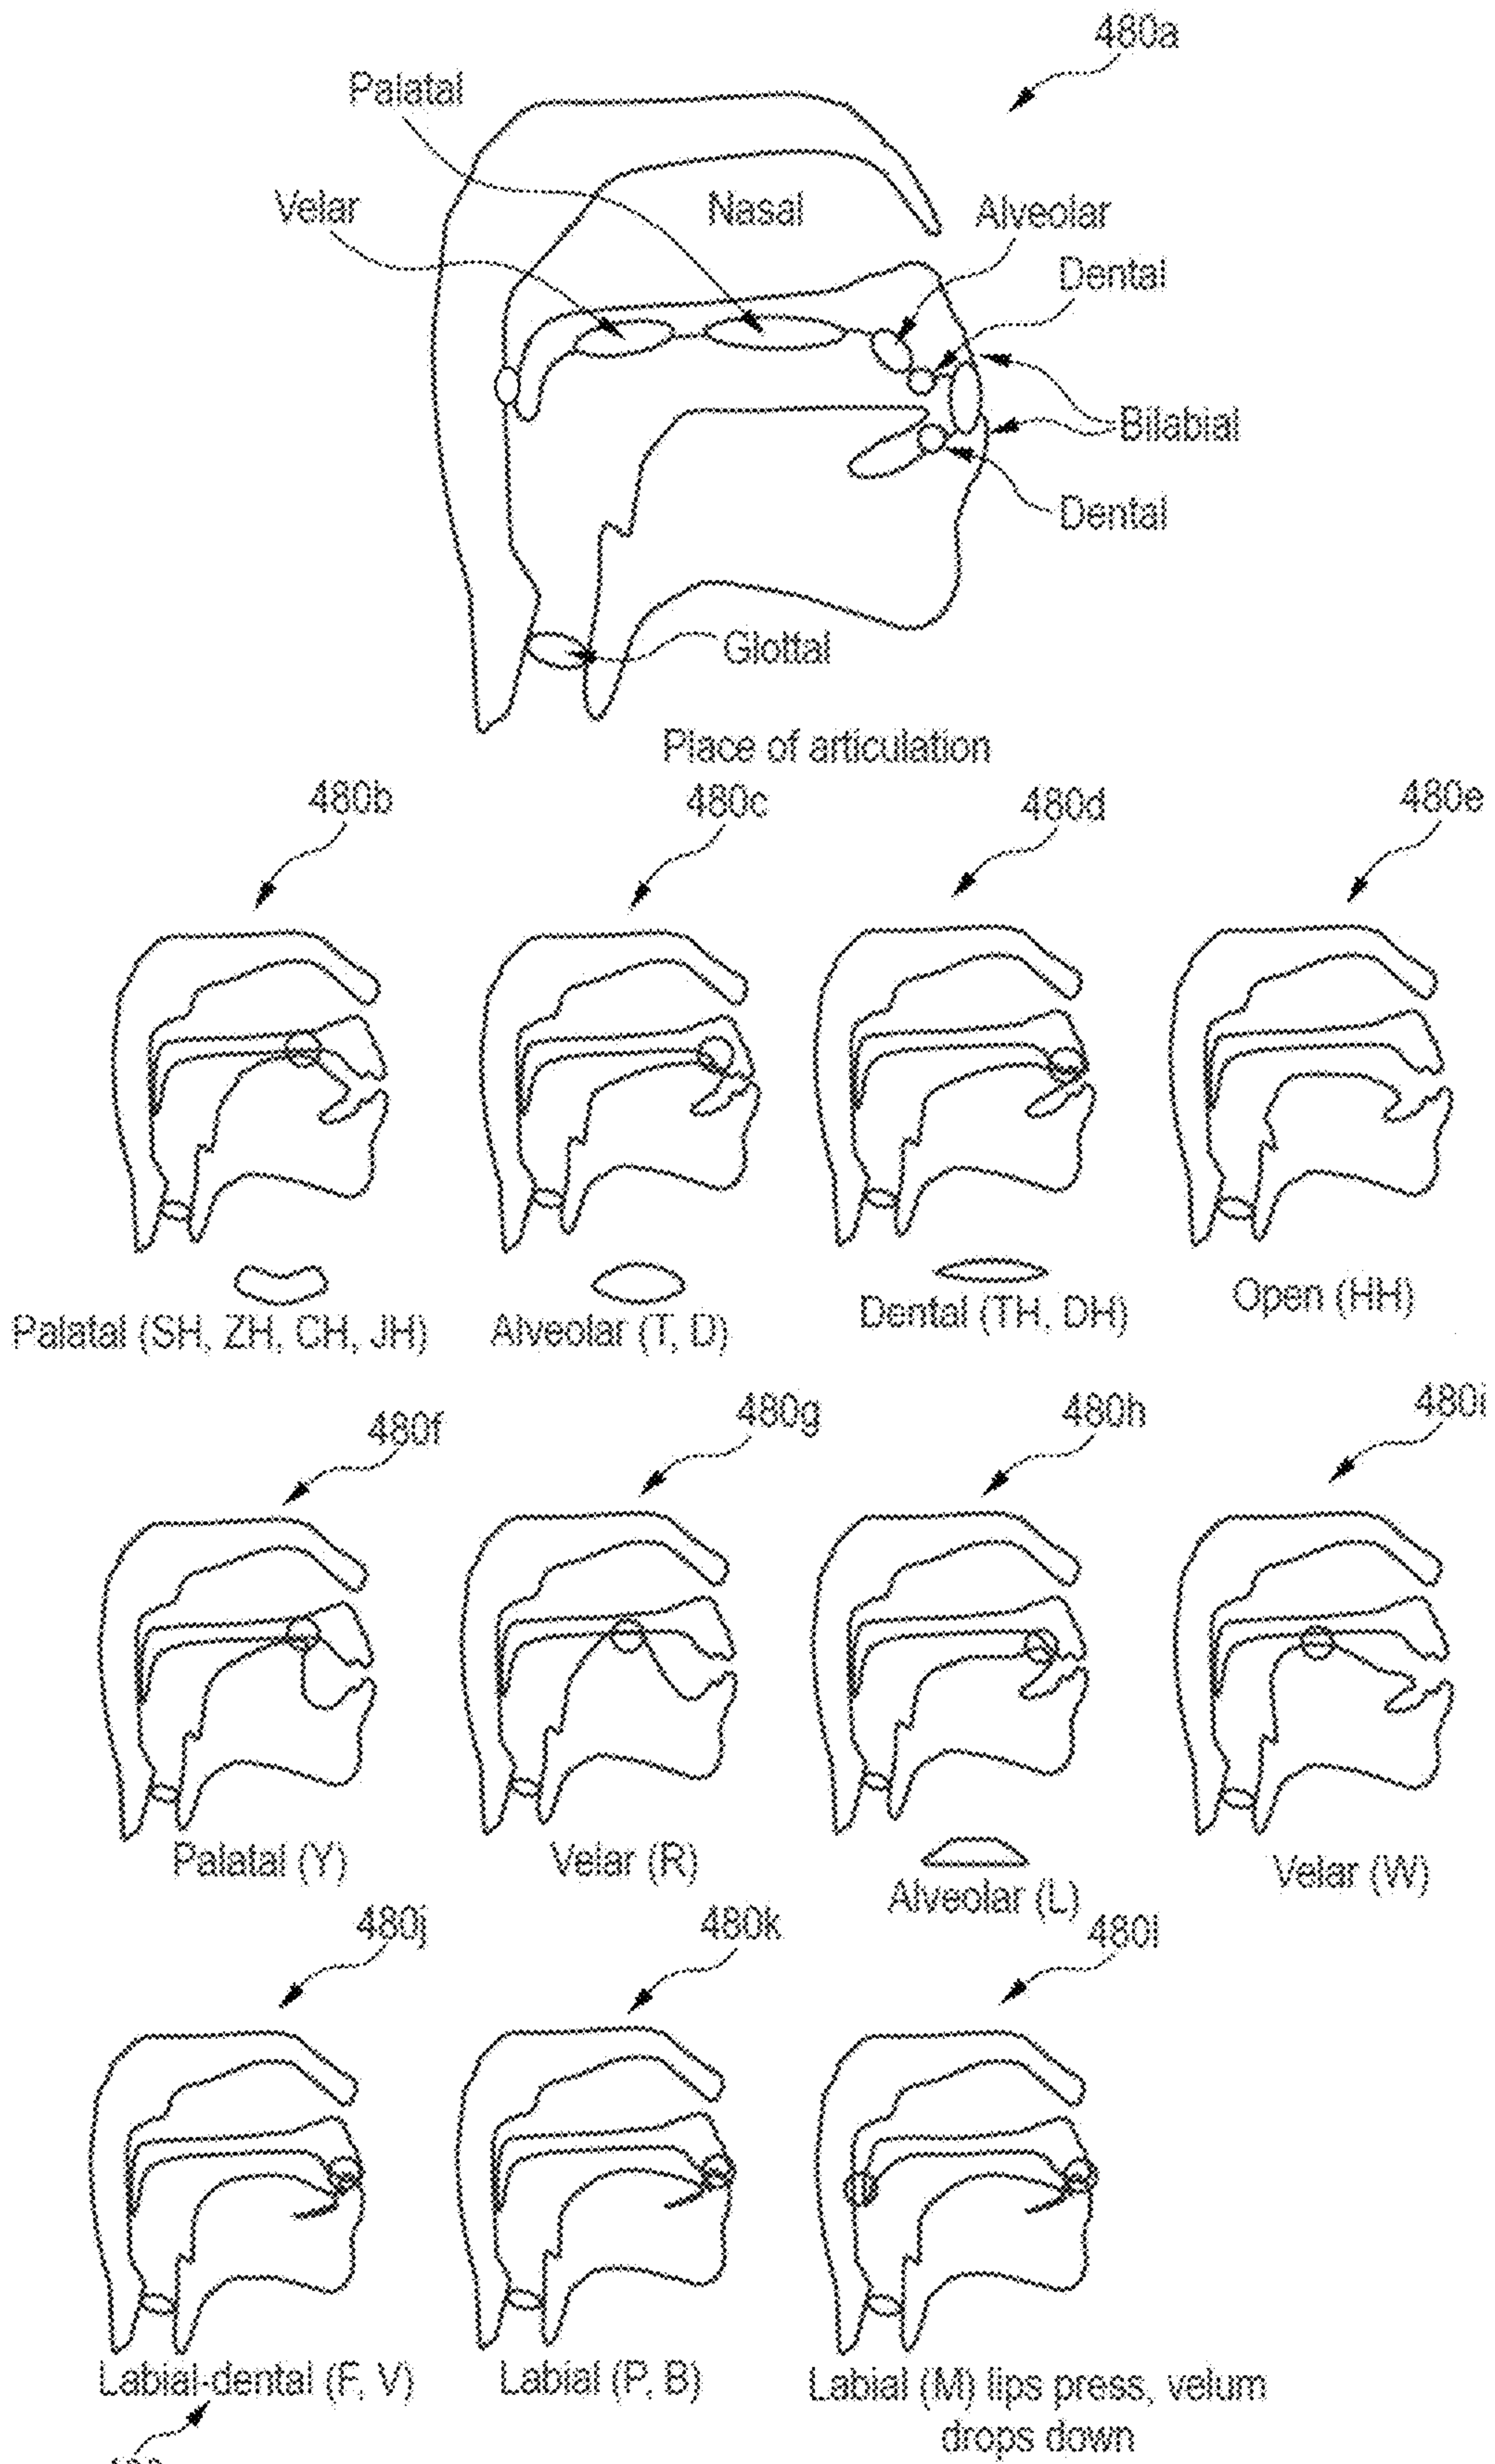 480a
Palatal
Velar
Nasal
Alveolar
Dental
Bilabial
Dental
Glottal
Place of articulation
480b
480c
480d
480e
Palatal (SH, ZH, CH, JH)
Alveolar (T, D)
Dental (TH, DH)
Open (HH)
480f
480g
480h
480i
Palatal (Y)
Velar (R)
Alveolar (L)
Velar (W)
480j
480k
480l
Labial-dental (F, V)
Labial (P, B)
Labial (M) lips press, velum
drops down